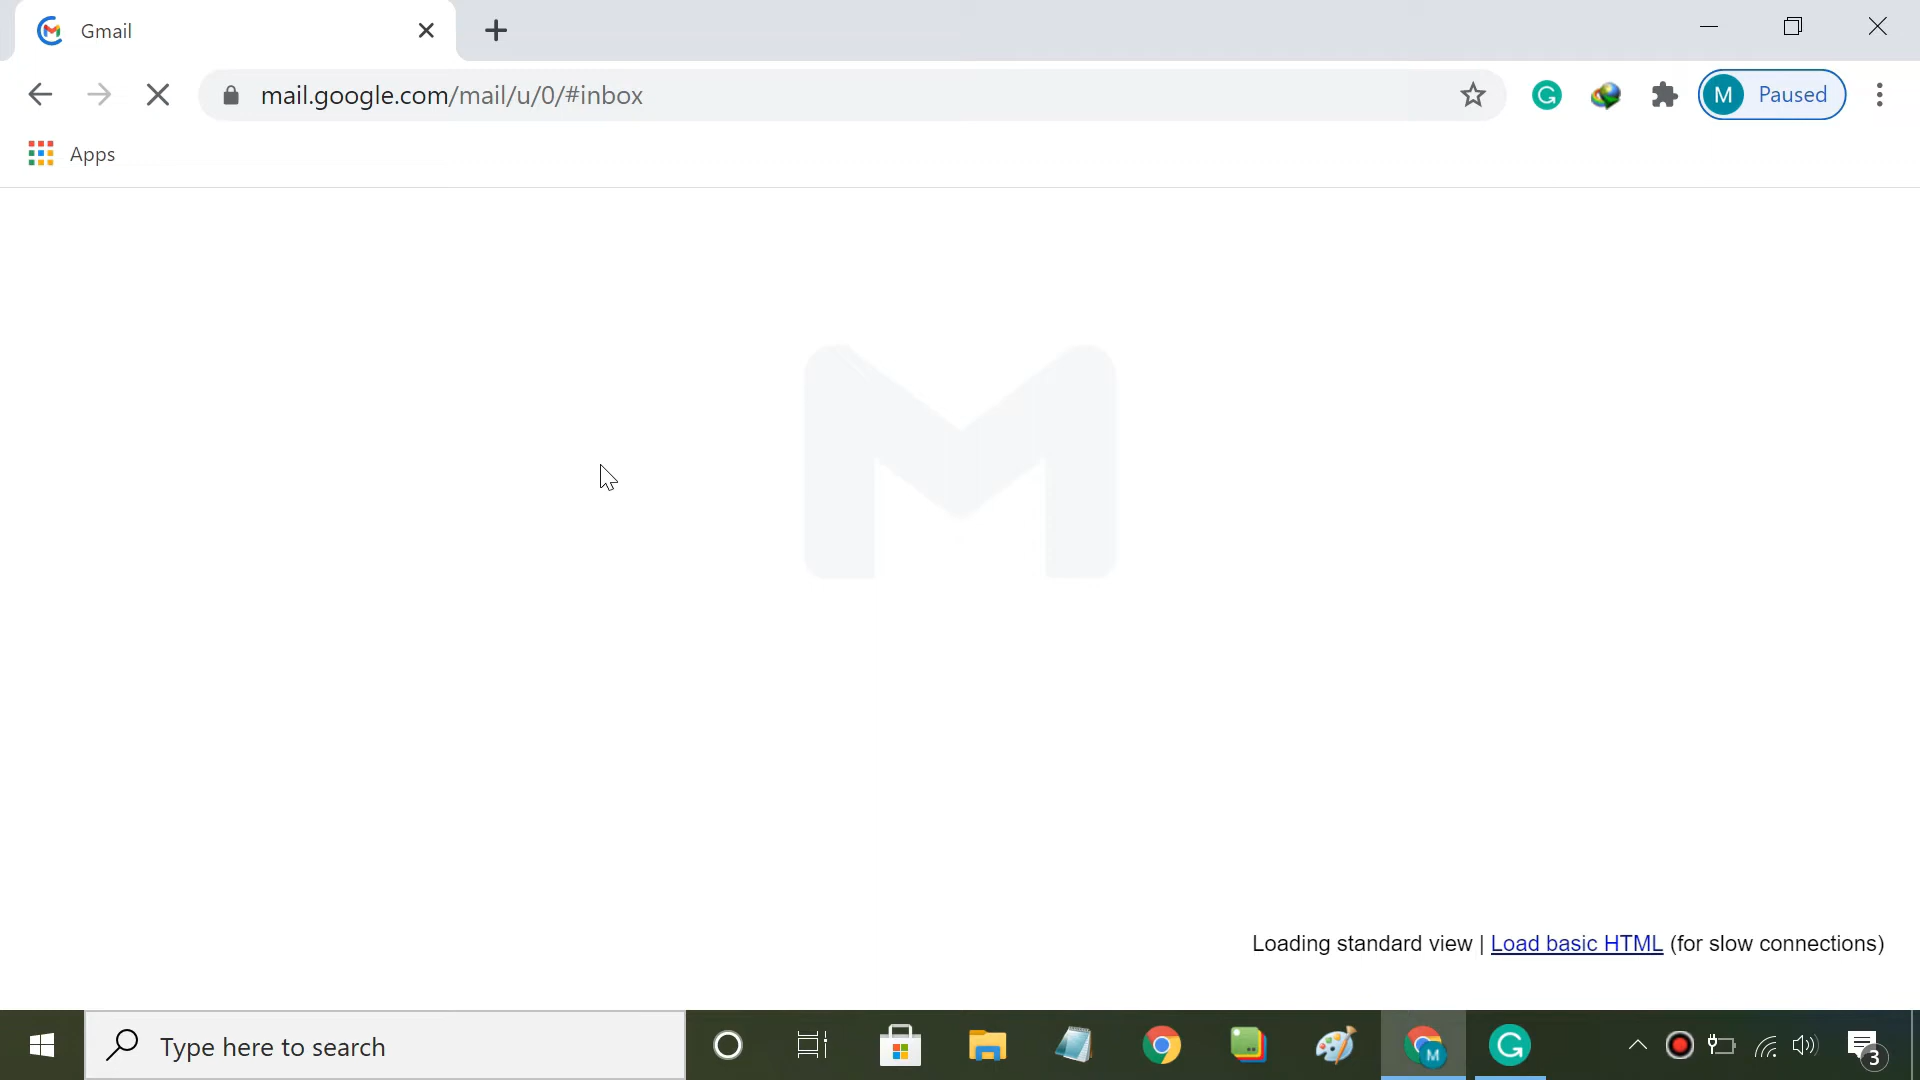 Gmail
mail.google.com/mail/u/0/#inbox
M Paused
Apps
Loading standard view | Load basic HTML (for slow connections)
Type here to search
M
3